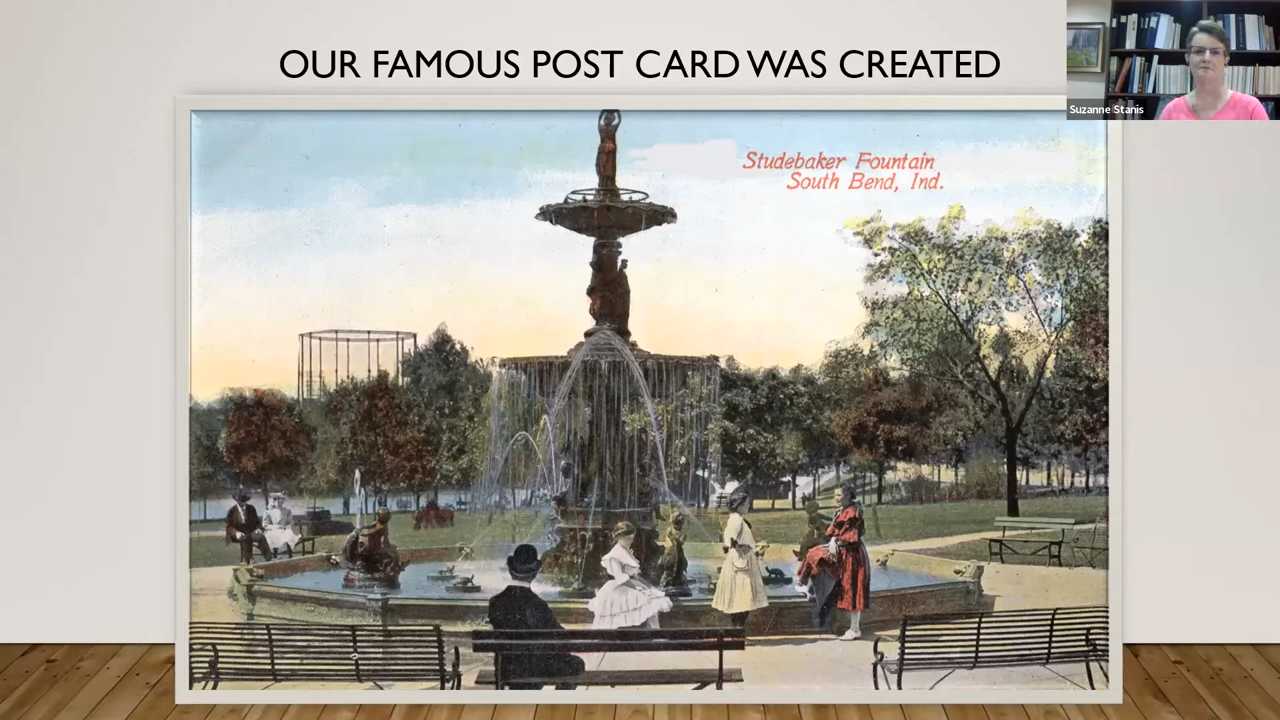 OUR FAMOUS POST CARD WAS CREATED
Suzanne Stanis
Studebaker Fountain
South Bend, Ind.